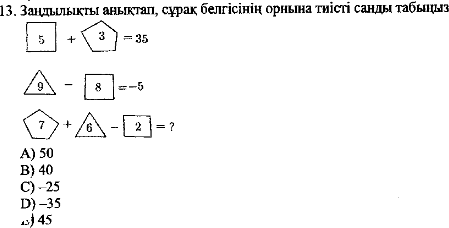 13. Заңдылықты анықтап, сұрақ белгісінің орнына тиісті санды табыңыз
5 + 3 = 35
9 - 8 = -5
7 + 6 - 2 = ?
A) 50
B) 40
C) -25
D) -35
) 45